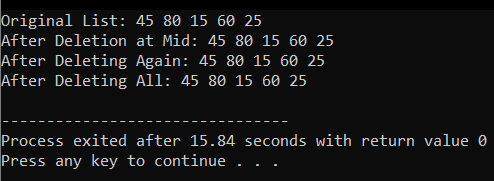 Original List: 45 80 15 60 25
After Deletion at Mid: 45 80 15 60 25
After Deleting Again: 45 80 15 60 25
After Deleting All: 45 80 15 60 25
--------------------------------
Process exited after 15.84 seconds with return value 0
Press any key to continue . . .